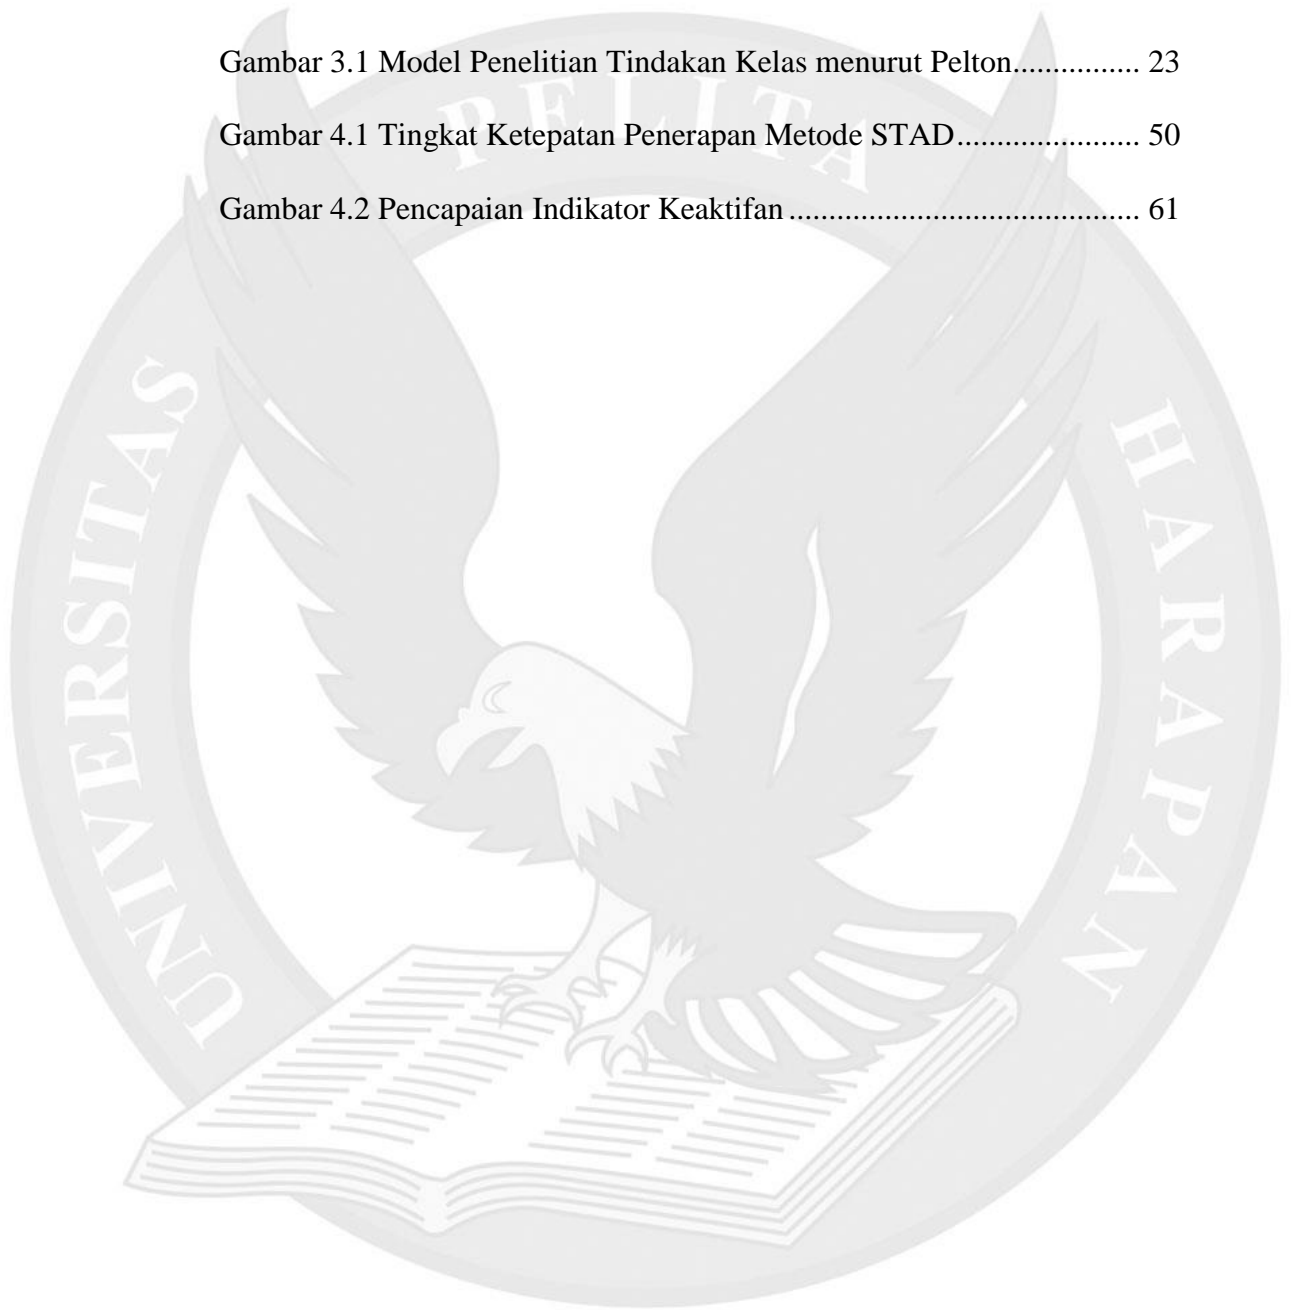 Gambar 3.1 Model Penelitian Tindakan Kelas menurut Pelton................ 23
Gambar 4.1 Tingkat Ketepatan Penerapan Metode STAD....................... 50
Gambar 4.2 Pencapaian Indikator Keaktifan............................................ 61
UNIVERSITAS PELITA HARAPAN